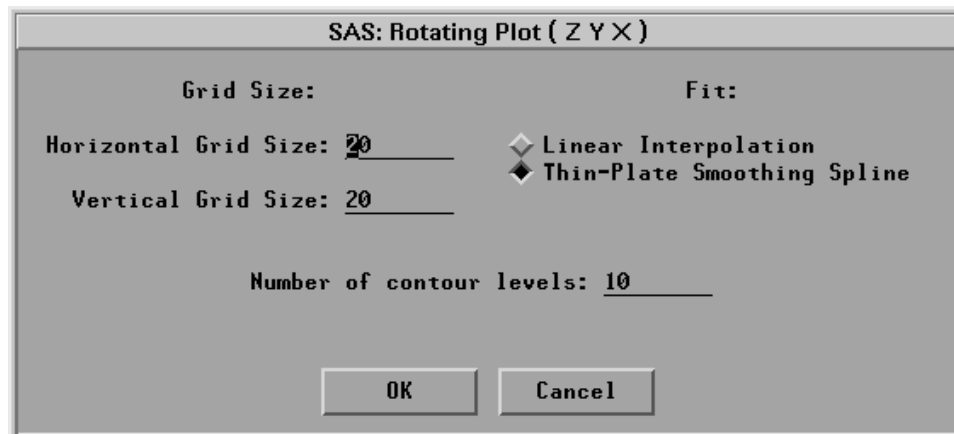 SAS: Rotating Plot ( Z Y X )
Grid Size:
Horizontal Grid Size: 20
Vertical Grid Size: 20
Fit:
Linear Interpolation
Thin-Plate Smoothing Spline
Number of contour levels: 10
OK
Cancel